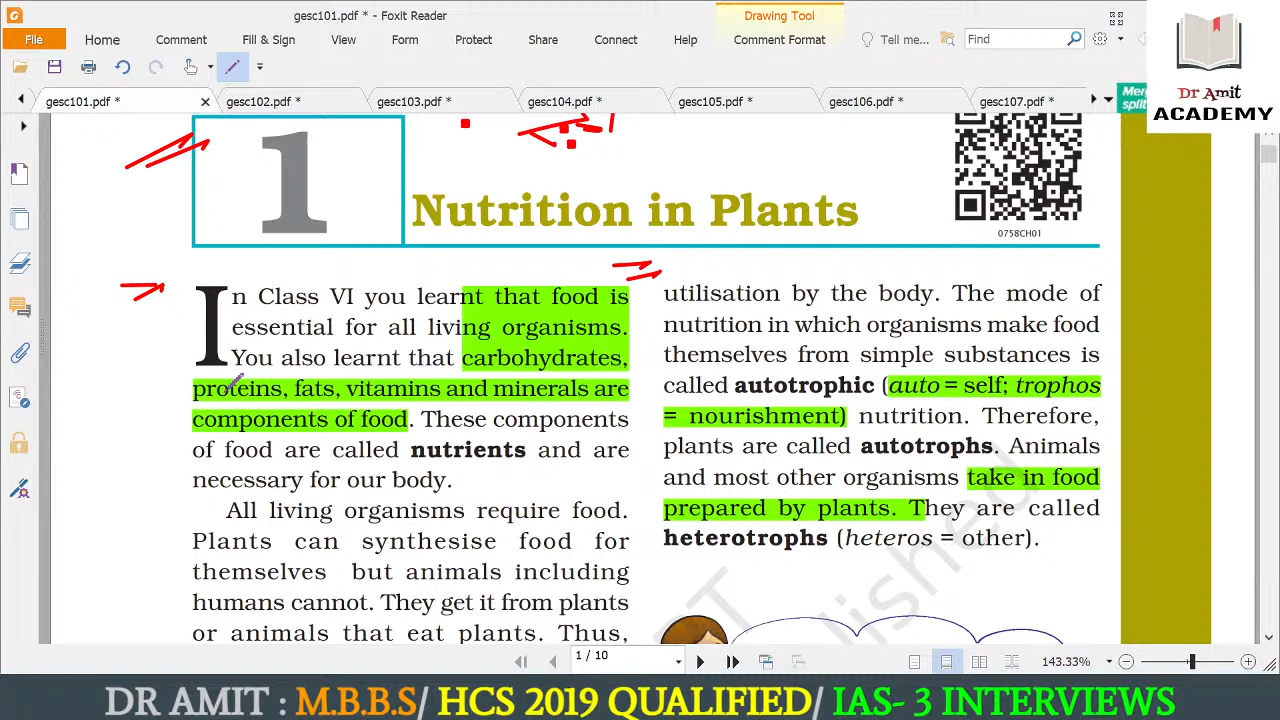 gesc101.pdf * - Foxit Reader
Drawing Tool
File Home Comment Fill & Sign View Form Protect Share Connect Help Comment Format Tell me... Find
gesc101.pdf * gesc102.pdf * gesc103.pdf * gesc104.pdf * gesc105.pdf * gesc106.pdf * gesc107.pdf *
Dr Amit
ACADEMY
1
Nutrition in Plants
0758CH01
In Class VI you learnt that food is
essential for all living organisms.
You also learnt that carbohydrates,
proteins, fats, vitamins and minerals are
components of food. These components
of food are called nutrients and are
necessary for our body.
All living organisms require food.
Plants can synthesise food for
themselves but animals including
humans cannot. They get it from plants
or animals that eat plants. Thus,
utilisation by the body. The mode of
nutrition in which organisms make food
themselves from simple substances is
called autotrophic (auto = self; trophos
= nourishment) nutrition. Therefore,
plants are called autotrophs. Animals
and most other organisms take in food
prepared by plants. They are called
heterotrophs (heteros = other).
1 / 10
143.33%
DR AMIT : M.B.B.S/ HCS 2019 QUALIFIED/ IAS- 3 INTERVIEWS